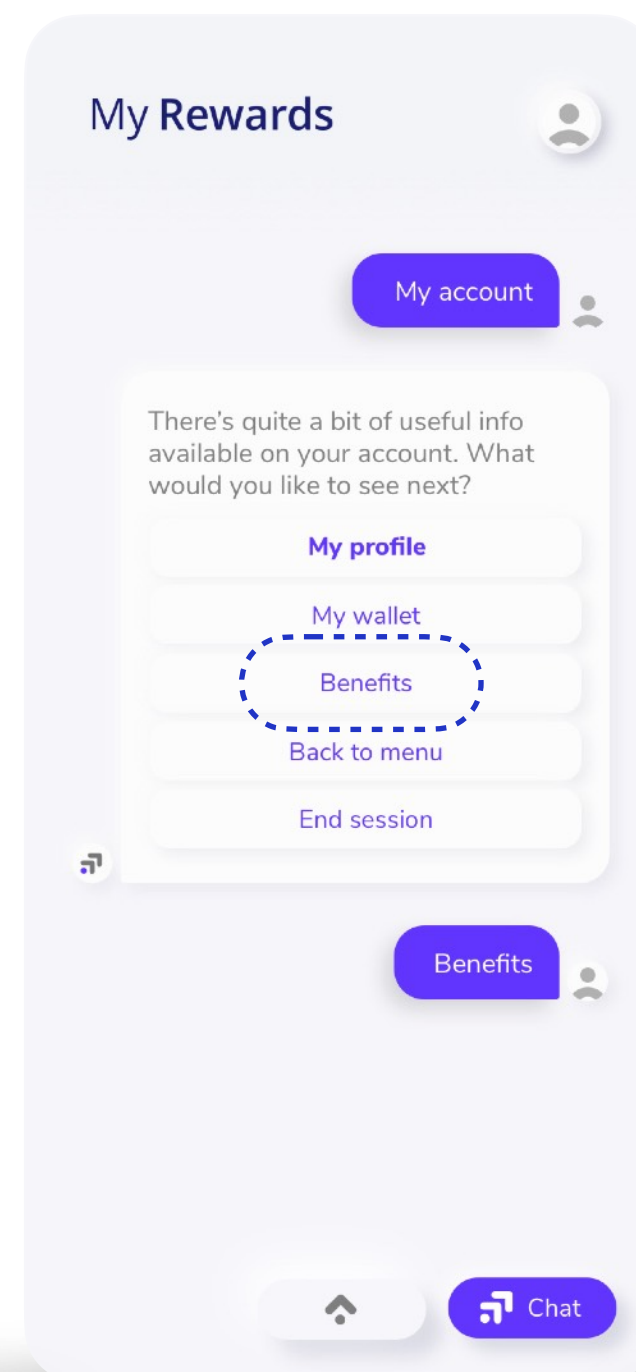 My Rewards
My account
There's quite a bit of useful info
available on your account. What
would you like to see next?
My profile
My wallet
Benefits
Back to menu
End session
Benefits
Chat